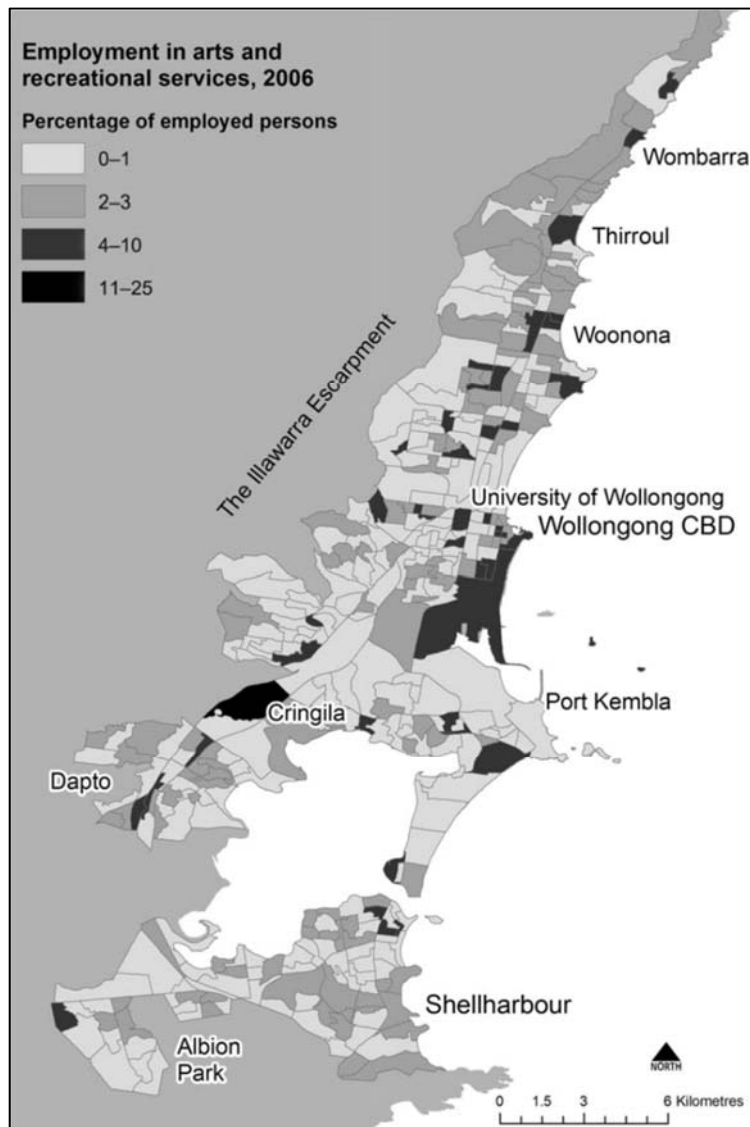 Employment in arts and
recreational services, 2006
Percentage of employed persons
0–1
2–3
4–10
11–25
Wombarra
Thirroul
Woonona
The Illawarra Escarpment
University of Wollongong
Wollongong CBD
Port Kembla
Cringila
Dapto
Shellharbour
Albion
Park
NORTH
0 1.5 3 6 Kilometres